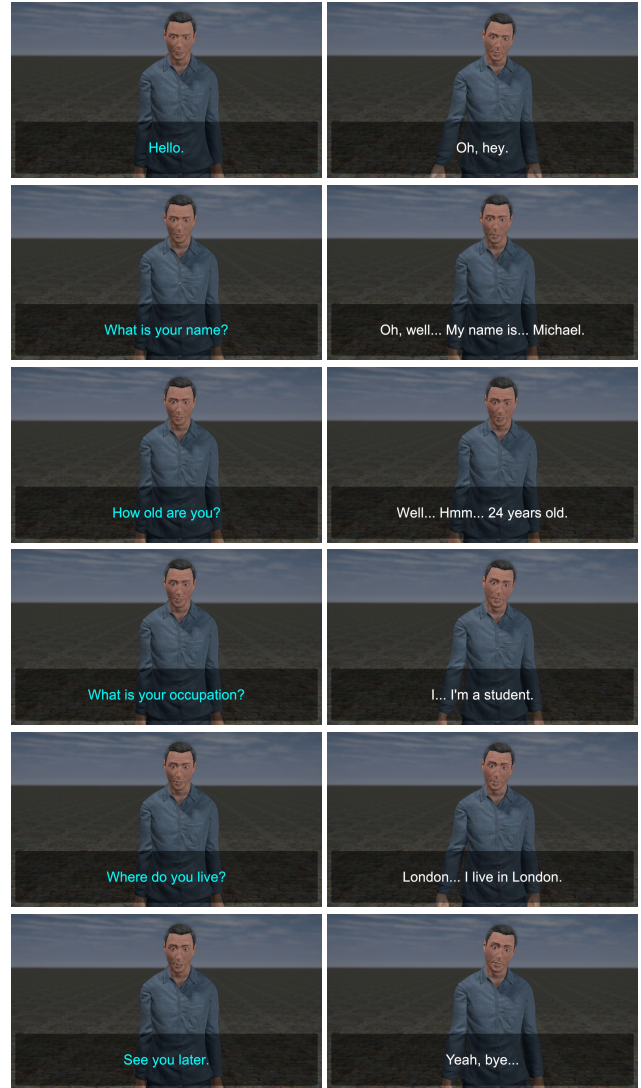 Hello.
Oh, hey.
What is your name?
Oh, well... My name is... Michael.
How old are you?
Well... Hmm... 24 years old.
What is your occupation?
I... I'm a student.
Where do you live?
London... I live in London.
See you later.
Yeah, bye...